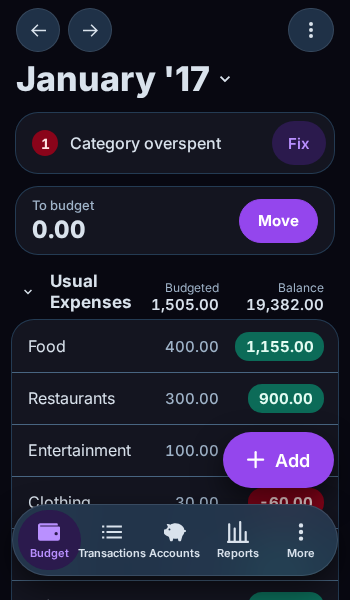 January '17
1 Category overspent Fix
To budget
0.00 Move
Usual Expenses Budgeted Balance
1,505.00 19,382.00
Food 400.00 1,155.00
Restaurants 300.00 900.00
Entertainment 100.00
Add
Clothing 30.00 -60.00
Budget Transactions Accounts Reports More